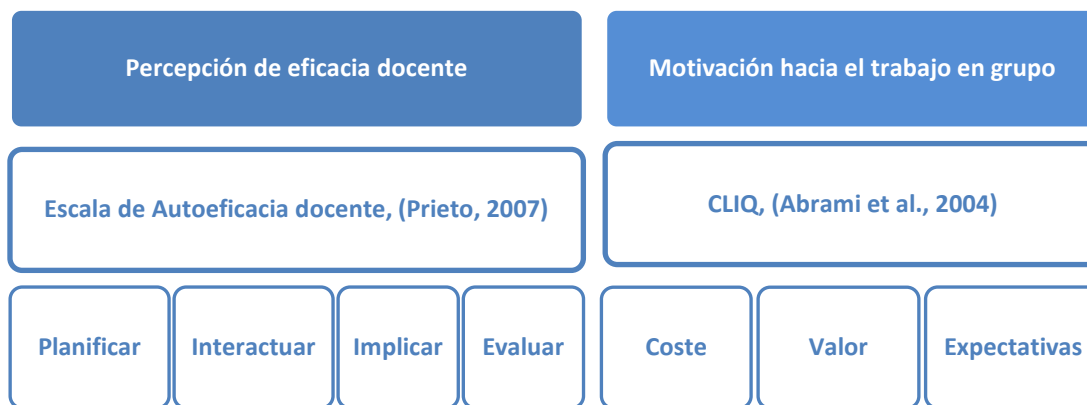 Percepción de eficacia docente
Motivación hacia el trabajo en grupo
Escala de Autoeficacia docente, (Prieto, 2007)
CLIQ, (Abrami et al., 2004)
Planificar
Interactuar
Implicar
Evaluar
Coste
Valor
Expectativas